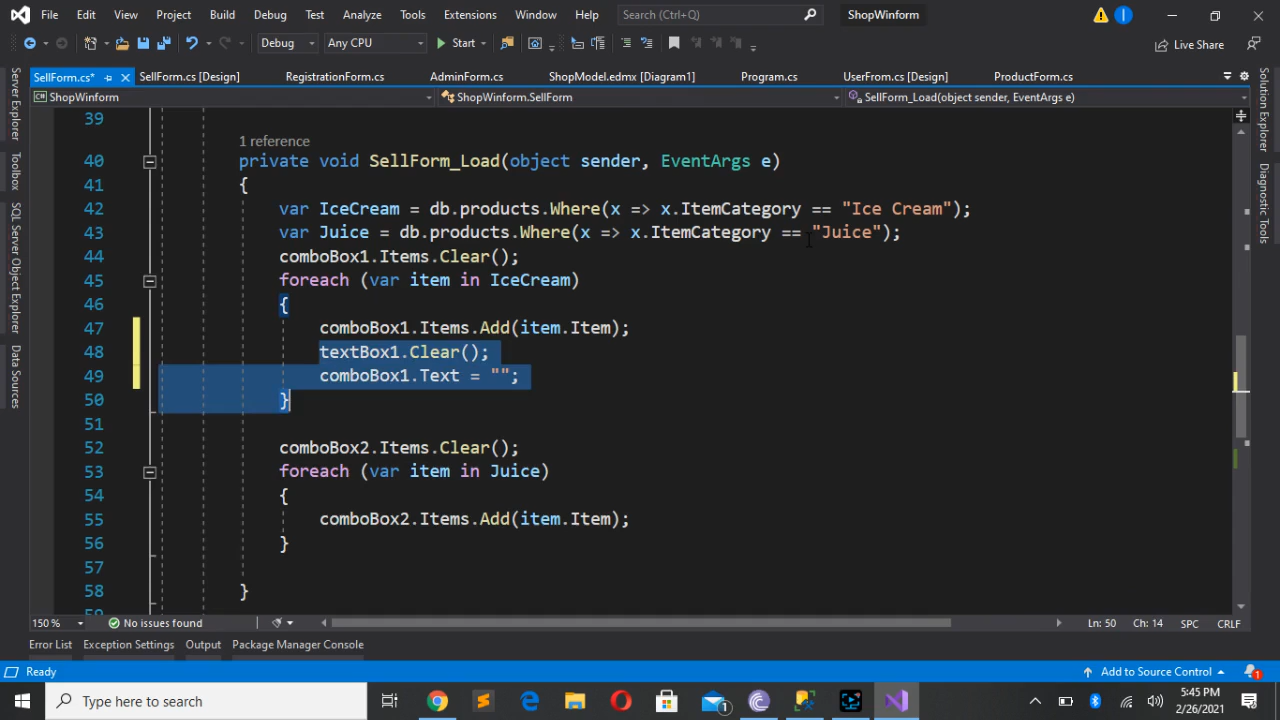 File Edit View Project Build Debug Test Analyze Tools Extensions Window Help Search (Ctrl+Q) ShopWinform
Debug Any CPU Start Live Share
SellForm.cs* SellForm.cs [Design] RegistrationForm.cs AdminForm.cs ShopModel.edmx [Diagram1] Program.cs UserFrom.cs [Design] ProductForm.cs
ShopWinform ShopWinform.SellForm SellForm_Load(object sender, EventArgs e)
Server Explorer
Toolbox
SQL Server Object Explorer
Data Sources
Solution Explorer
Diagnostic Tools
39
1 reference
40 private void SellForm_Load(object sender, EventArgs e)
41 {
42 var IceCream = db.products.Where(x => x.ItemCategory == "Ice Cream");
43 var Juice = db.products.Where(x => x.ItemCategory == "Juice");
44 comboBox1.Items.Clear();
45 foreach (var item in IceCream)
46 {
47 comboBox1.Items.Add(item.Item);
48 textBox1.Clear();
49 comboBox1.Text = "";
50 }
51
52 comboBox2.Items.Clear();
53 foreach (var item in Juice)
54 {
55 comboBox2.Items.Add(item.Item);
56 }
57
58 }
59
150 % No issues found Ln: 50 Ch: 14 SPC CRLF
Error List Exception Settings Output Package Manager Console
Ready Add to Source Control 1
Type here to search 1 5:45 PM
2/26/2021